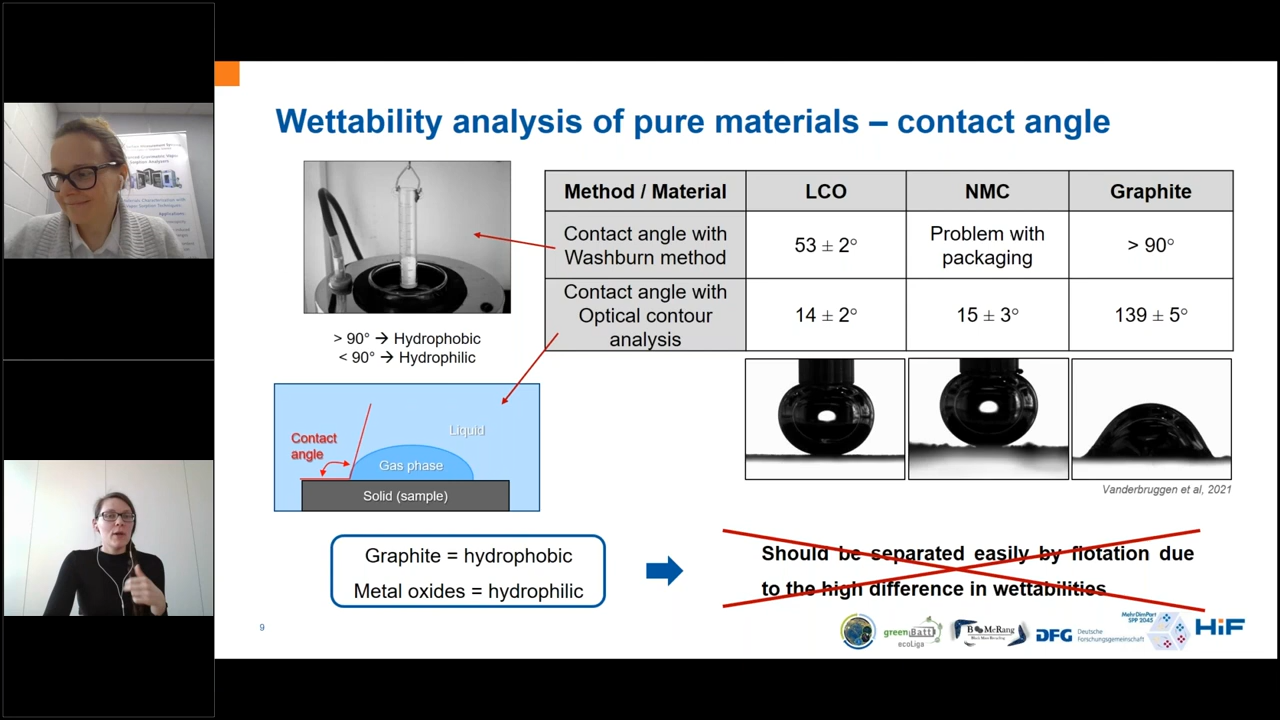 Wettability analysis of pure materials – contact angle
> 90° → Hydrophobic
< 90° → Hydrophilic
Method / Material LCO NMC Graphite
Contact angle with
Washburn method
53 ± 2°
Problem with
packaging
> 90°
Contact angle with
Optical contour
analysis
14 ± 2°
15 ± 3°
139 ± 5°
Contact
angle
Liquid
Gas phase
Solid (sample)
Vanderbruggen et al, 2021
Graphite = hydrophobic
Metal oxides = hydrophilic
Should be separated easily by flotation due
to the high difference in wettabilities
9
greenBatt
ecoLiga
DFG
Deutsche
Forschungsgemeinschaft
MehrDimPart
SPP 2045
HiF